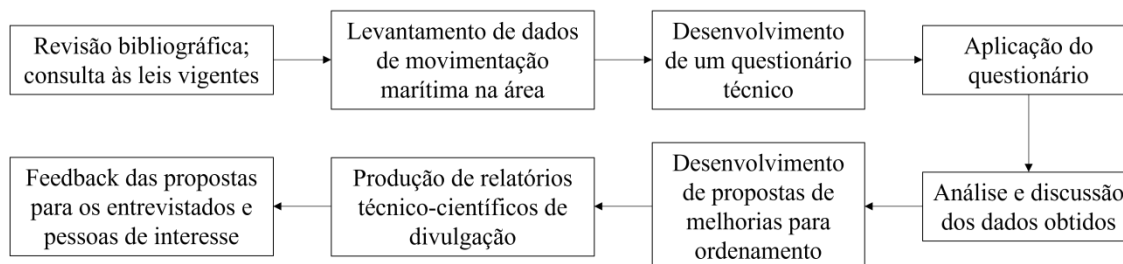 Revisão bibliográfica;
consulta às leis vigentes
Levantamento de dados
de movimentação
marítima na área
Desenvolvimento
de um questionário
técnico
Aplicação do
questionário
Análise e discussão
dos dados obtidos
Desenvolvimento
de propostas de
melhorias para
ordenamento
Produção de relatórios
técnico-científicos de
divulgação
Feedback das propostas
para os entrevistados e
pessoas de interesse